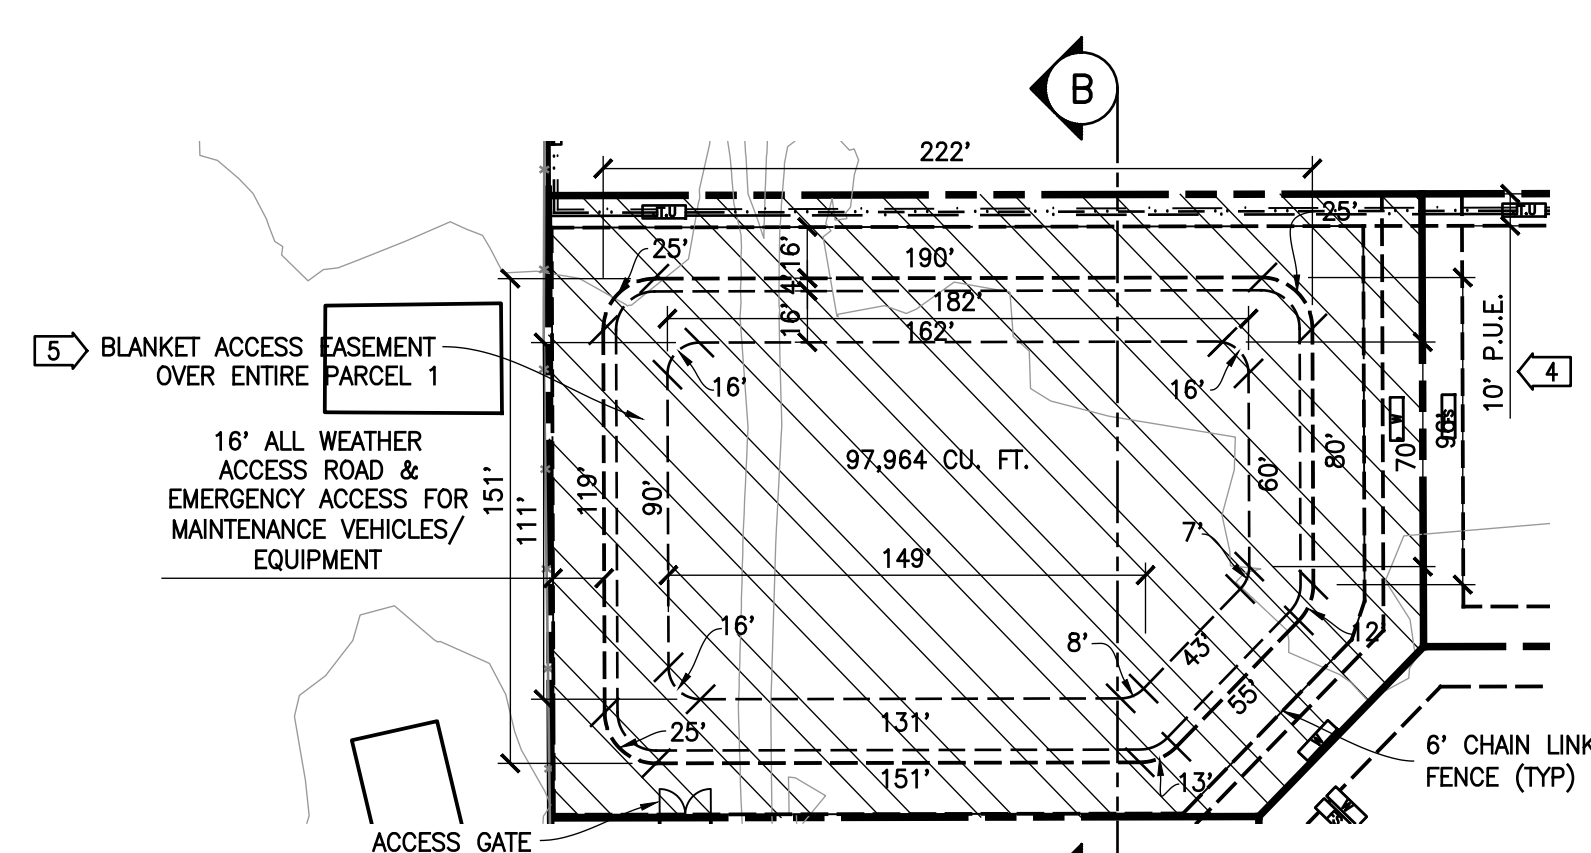 B
222'
T.U
T.U
25'
25'
16'
190'
4'
182'
16'
162'
5
BLANKET ACCESS EASEMENT
OVER ENTIRE PARCEL 1
16'
16'
10' P.U.E.
4
16' ALL WEATHER
ACCESS ROAD &
EMERGENCY ACCESS FOR
MAINTENANCE VEHICLES/
EQUIPMENT
151'
111'
119'
90'
97,964 CU. FT.
60'
80'
70'
W
96'
S
7'
149'
16'
8'
43'
12'
55'
25'
131'
151'
13'
W
6' CHAIN LINK
FENCE (TYP)
W
ACCESS GATE